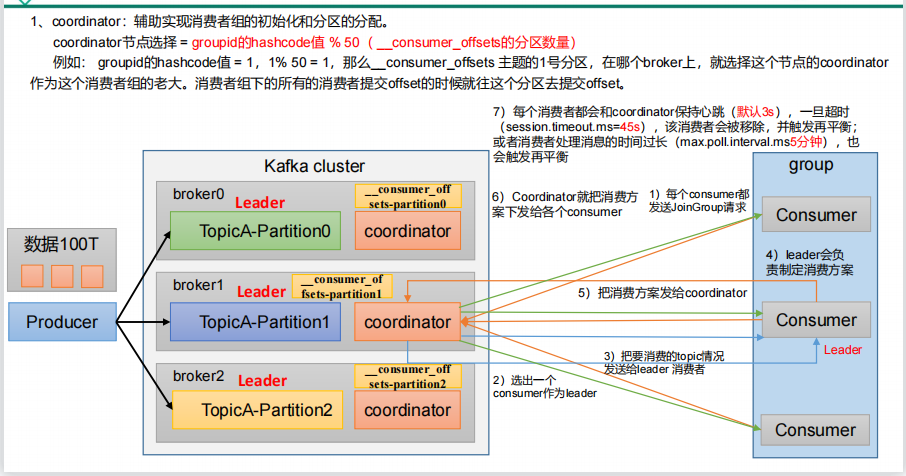 1、coordinator：辅助实现消费者组的初始化和分区的分配。
coordinator节点选择 = groupid的hashcode值 % 50（ __consumer_offsets的分区数量）
例如： groupid的hashcode值 = 1，1% 50 = 1，那么__consumer_offsets 主题的1号分区，在哪个broker上，就选择这个节点的coordinator
作为这个消费者组的老大。消费者组下的所有的消费者提交offset的时候就往这个分区去提交offset。
7）每个消费者都会和coordinator保持心跳（默认3s），一旦超时
（session.timeout.ms=45s），该消费者会被移除，并触发再平衡；
或者消费者处理消息的时间过长（max.poll.interval.ms5分钟），也
会触发再平衡
Kafka cluster
group
broker0
Leader
__consumer_off
sets-partition0
TopicA-Partition0
coordinator
6）Coordinator就把消费方
案下发给各个consumer
1）每个consumer都
发送JoinGroup请求
Consumer
数据100T
Producer
4）leader会负
责制定消费方案
broker1
Leader
__consumer_of
fsets-partition1
TopicA-Partition1
coordinator
5）把消费方案发给coordinator
Consumer
Leader
3）把要消费的topic情况
发送给leader 消费者
broker2
Leader
__consumer_off
sets-partition2
TopicA-Partition2
coordinator
2）选出一个
consumer作为leader
Consumer